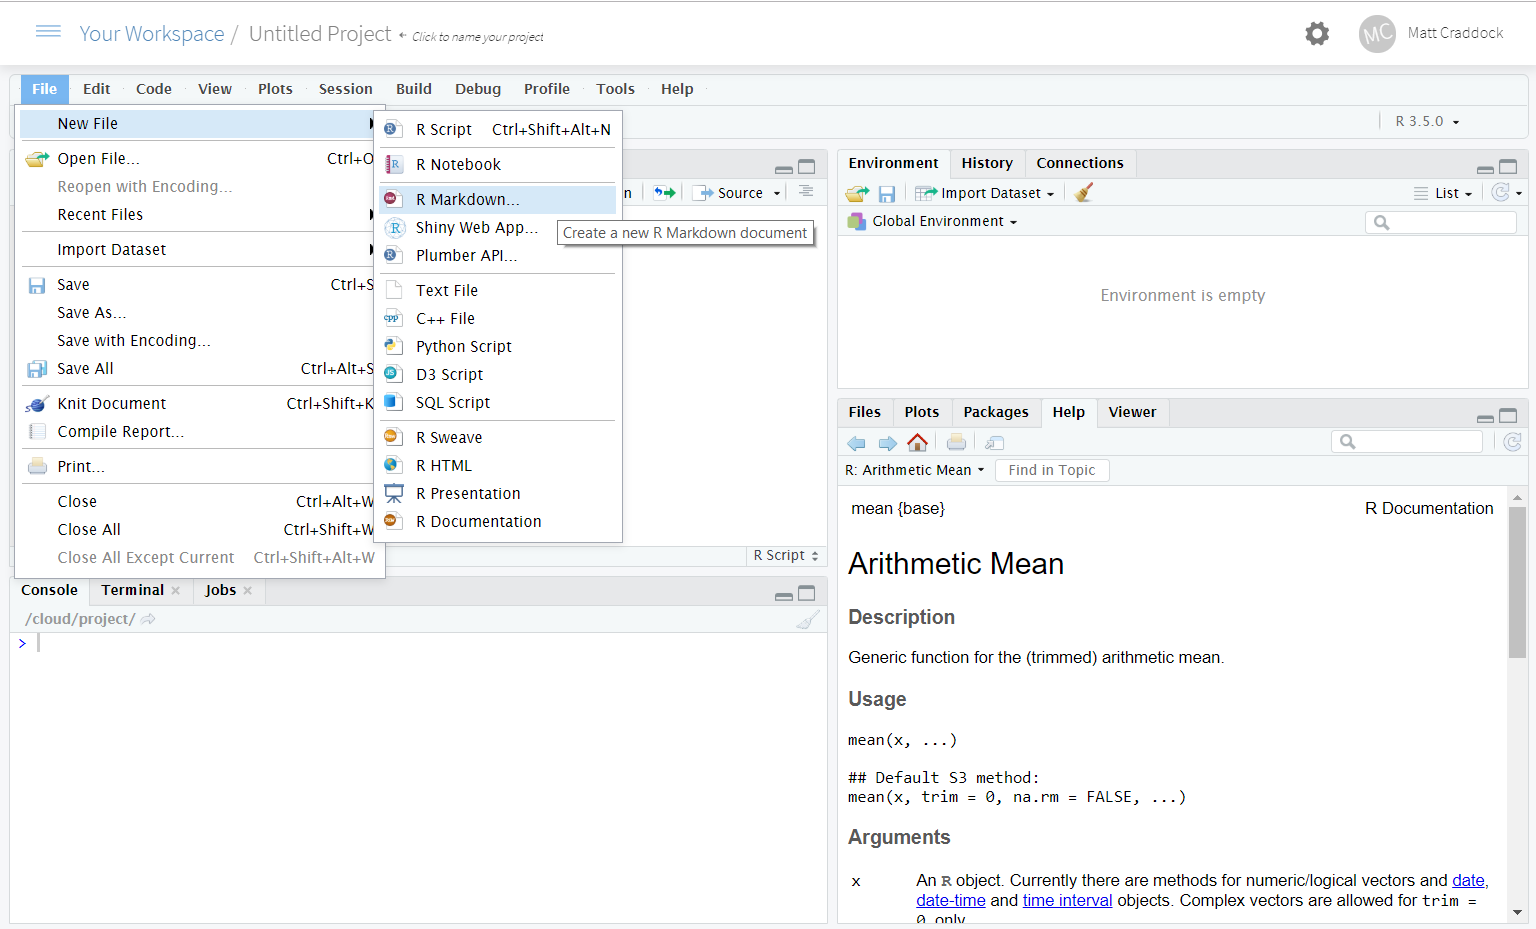 Your Workspace / Untitled Project Click to name your project
MC Matt Craddock
File Edit Code View Plots Session Build Debug Profile Tools Help
R 3.5.0
New File
Open File... Ctrl+O
Reopen with Encoding...
Recent Files
Import Dataset
Save Ctrl+S
Save As...
Save with Encoding...
Save All Ctrl+Alt+S
Knit Document Ctrl+Shift+K
Compile Report...
Print...
Close Ctrl+Alt+W
Close All Ctrl+Shift+W
Close All Except Current Ctrl+Shift+Alt+W
R Script Ctrl+Shift+Alt+N
R Notebook
R Markdown...
Shiny Web App...
Plumber API...
Text File
C++ File
Python Script
D3 Script
SQL Script
R Sweave
R HTML
R Presentation
R Documentation
Create a new R Markdown document
n Source
R Script
Console Terminal Jobs
/cloud/project/
>
Environment History Connections
Import Dataset List
Global Environment
Environment is empty
Files Plots Packages Help Viewer
R: Arithmetic Mean Find in Topic
mean {base} R Documentation
Arithmetic Mean
Description
Generic function for the (trimmed) arithmetic mean.
Usage
mean(x, ...)
## Default S3 method:
mean(x, trim = 0, na.rm = FALSE, ...)
Arguments
x An R object. Currently there are methods for numeric/logical vectors and date,
date-time and time interval objects. Complex vectors are allowed for trim =
0, only.